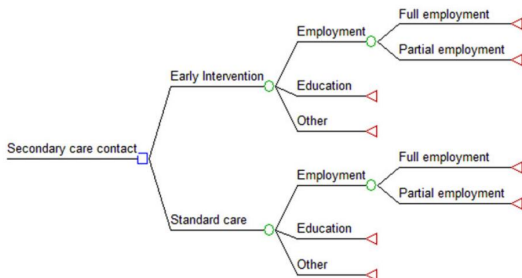 Full employment
Employment
Partial employment
Early Intervention
Education
Other
Secondary care contact
Full employment
Employment
Partial employment
Standard care
Education
Other